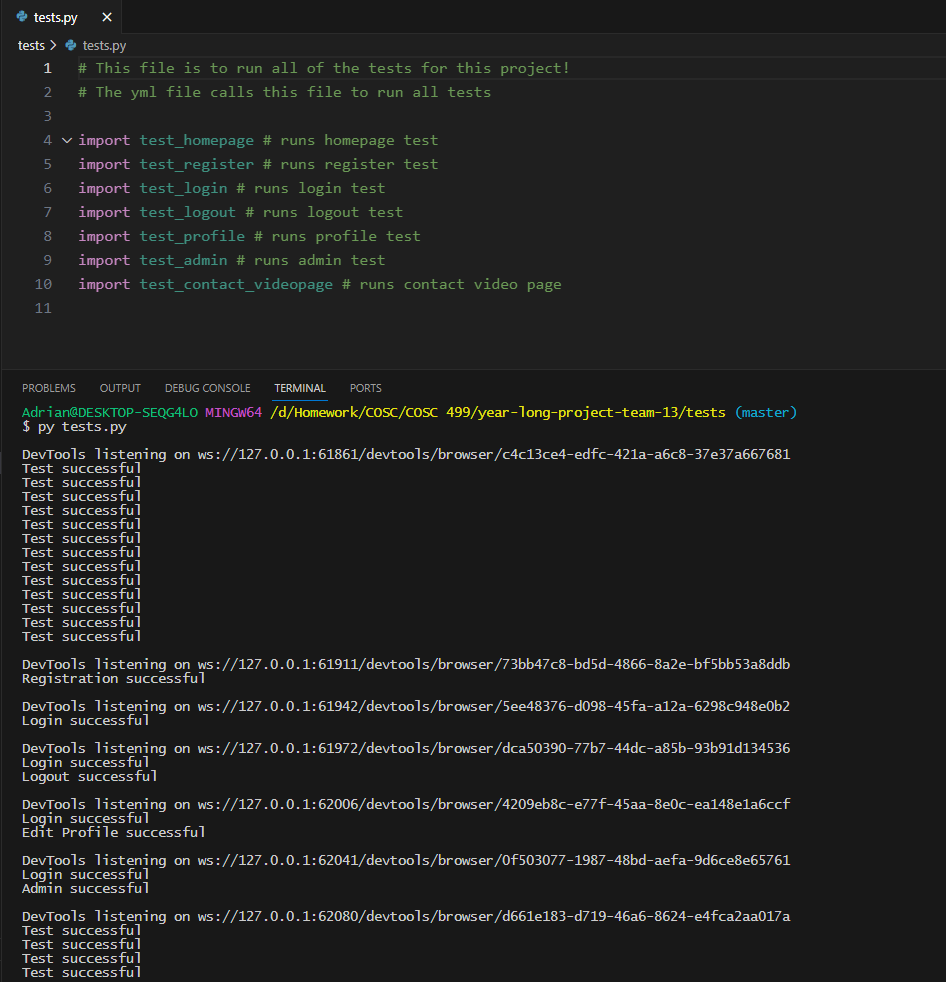 tests.py
tests > tests.py
1 # This file is to run all of the tests for this project!
2 # The yml file calls this file to run all tests
3
4 import test_homepage # runs homepage test
5 import test_register # runs register test
6 import test_login # runs login test
7 import test_logout # runs logout test
8 import test_profile # runs profile test
9 import test_admin # runs admin test
10 import test_contact_videopage # runs contact video page
11
PROBLEMS OUTPUT DEBUG CONSOLE TERMINAL PORTS
Adrian@DESKTOP-SEQG4LO MINGW64 /d/Homework/COSC/COSC 499/year-long-project-team-13/tests (master)
$ py tests.py
DevTools listening on ws://127.0.0.1:61861/devtools/browser/c4c13ce4-edfc-421a-a6c8-37e37a667681
Test successful
Test successful
Test successful
Test successful
Test successful
Test successful
Test successful
Test successful
Test successful
Test successful
Test successful
Test successful
Test successful
DevTools listening on ws://127.0.0.1:61911/devtools/browser/73bb47c8-bd5d-4866-8a2e-bf5bb53a8ddb
Registration successful
DevTools listening on ws://127.0.0.1:61942/devtools/browser/5ee48376-d098-45fa-a12a-6298c948e0b2
Login successful
DevTools listening on ws://127.0.0.1:61972/devtools/browser/dca50390-77b7-44dc-a85b-93b91d134536
Login successful
Logout successful
DevTools listening on ws://127.0.0.1:62006/devtools/browser/4209eb8c-e77f-45aa-8e0c-ea148e1a6ccf
Login successful
Edit Profile successful
DevTools listening on ws://127.0.0.1:62041/devtools/browser/0f503077-1987-48bd-aefa-9d6ce8e65761
Login successful
Admin successful
DevTools listening on ws://127.0.0.1:62080/devtools/browser/d661e183-d719-46a6-8624-e4fca2aa017a
Test successful
Test successful
Test successful
Test successful